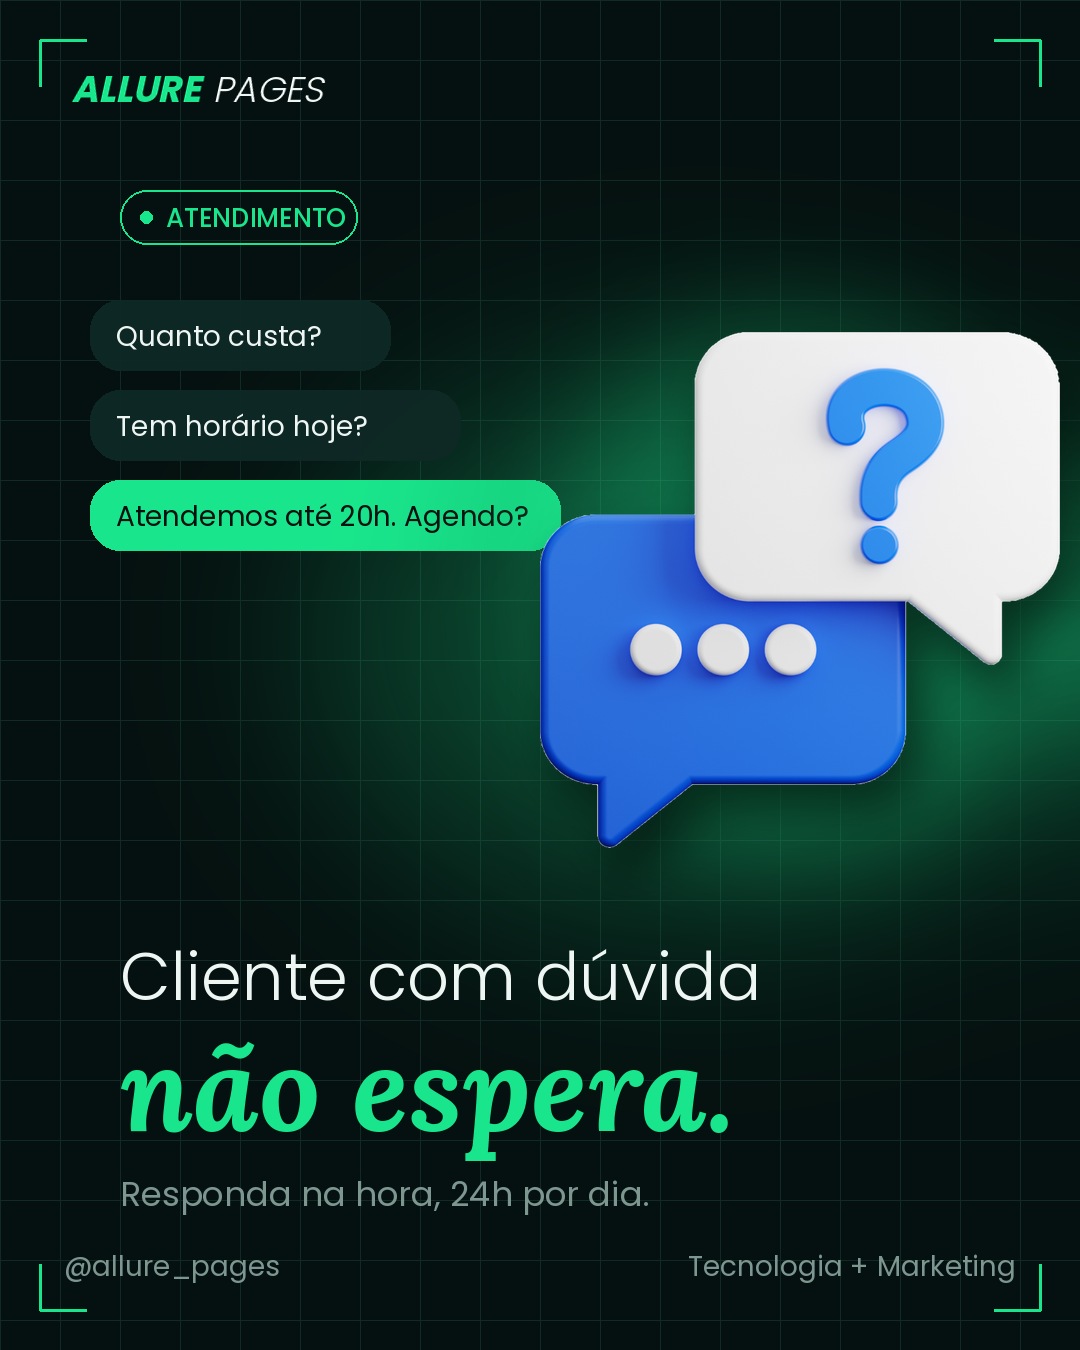 ALLURE PAGES
ATENDIMENTO
Quanto custa?
Tem horário hoje?
Atendemos até 20h. Agendo?
?
Cliente com dúvida
não espera.
Responda na hora, 24h por dia.
@allure_pages
Tecnologia + Marketing